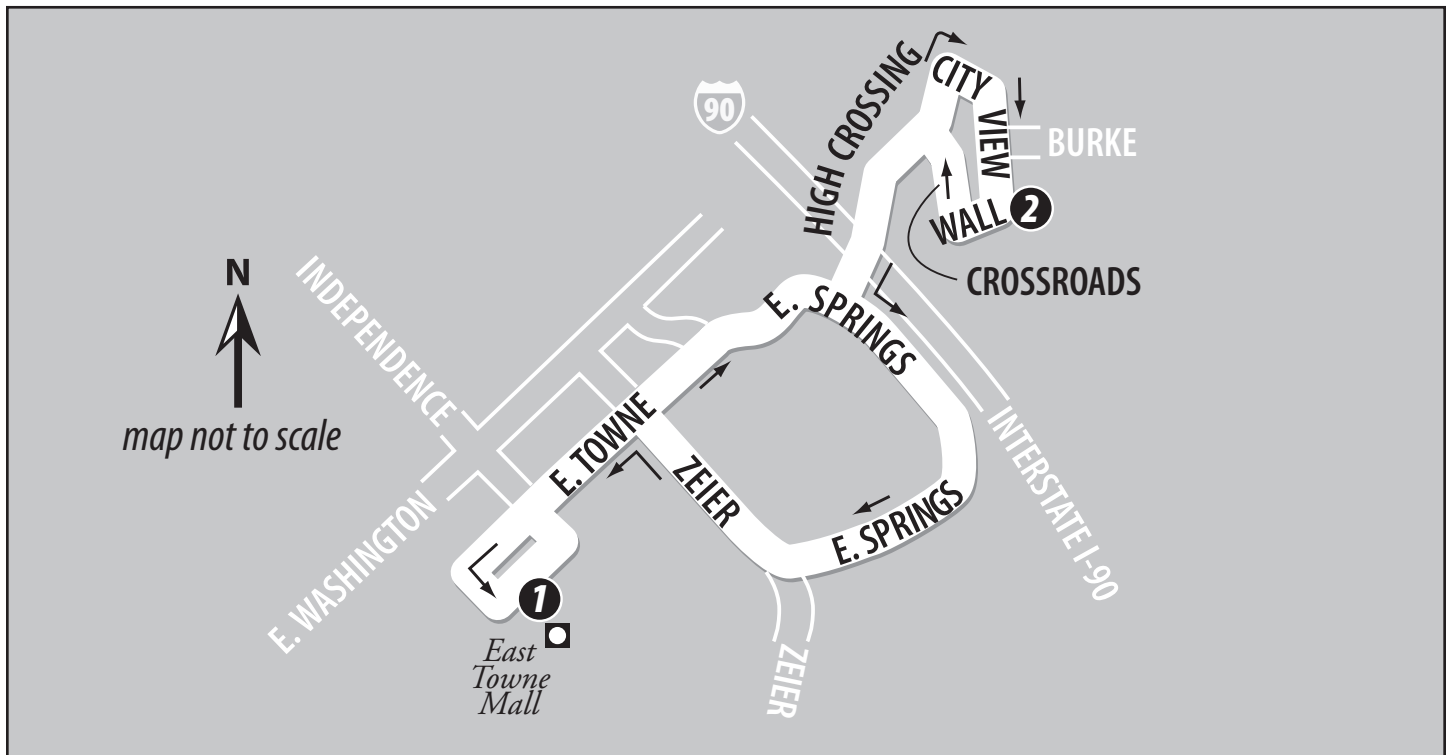 CITY
HIGH CROSSING
90
VIEW
BURKE
WALL
2
CROSSROADS
N
map not to scale
INDEPENDENCE
E. SPRINGS
E. TOWNE
ZEIER
E. SPRINGS
INTERSTATE I-90
E. WASHINGTON
1
East
Towne
Mall
ZEIER